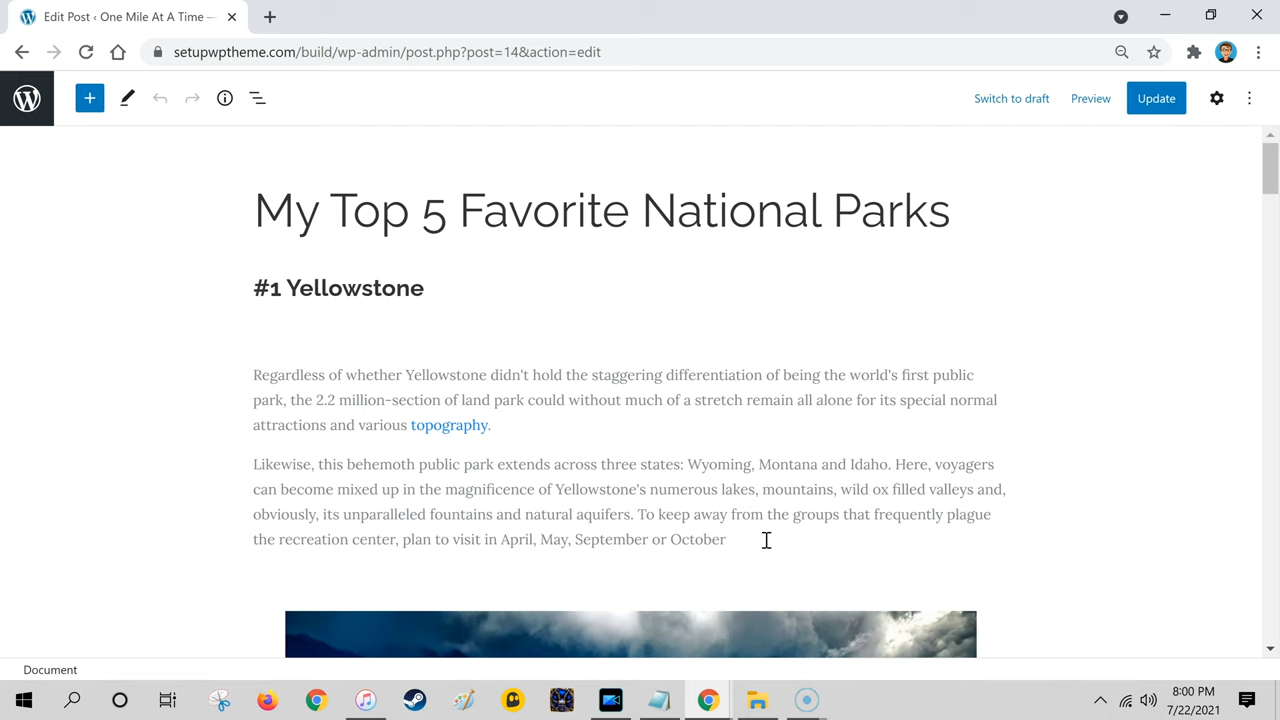 Edit Post ‹ One Mile At A Time —
setupwptheme.com/build/wp-admin/post.php?post=14&action=edit
Switch to draft
Preview
Update
My Top 5 Favorite National Parks
#1 Yellowstone
Regardless of whether Yellowstone didn't hold the staggering differentiation of being the world's first public
park, the 2.2 million-section of land park could without much of a stretch remain all alone for its special normal
attractions and various topography.
Likewise, this behemoth public park extends across three states: Wyoming, Montana and Idaho. Here, voyagers
can become mixed up in the magnificence of Yellowstone's numerous lakes, mountains, wild ox filled valleys and,
obviously, its unparalleled fountains and natural aquifers. To keep away from the groups that frequently plague
the recreation center, plan to visit in April, May, September or October
Document
8:00 PM
7/22/2021